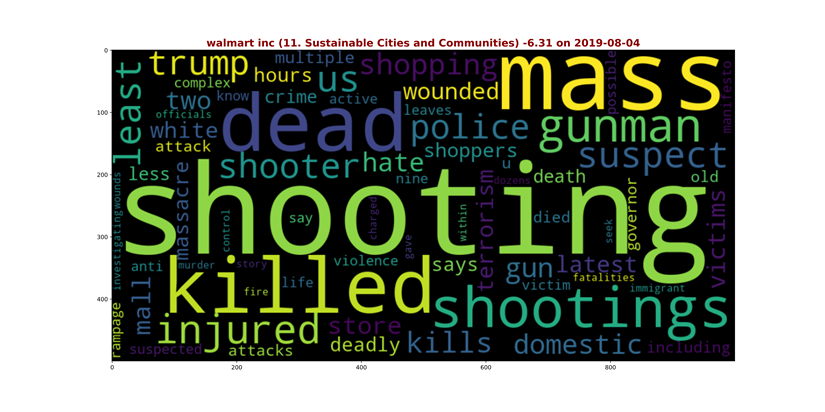 walmart inc (11. Sustainable Cities and Communities) -6.31 on 2019-08-04
0
100
200
300
400
0 200 400 600 800
least
trump
multiple
shopping
mass
possible
manifesto
complex
hours
us
wounded
two
know
crime
active
leaves
officials
dead
police
gunman
white
attack
shoppers
suspect
less
massacre
shooter
hate
u
death
old
nine
dozens
wounds
investigating
shooting
say
control
charged
within
terrorism
died
seek
governor
victims
anti
murder
story
violence
gave
says
gun
latest
mall
killed
fire
life
victim
fatalities
immigrant
rampage
injured
store
shootings
suspected
attacks
deadly
kills
domestic
including